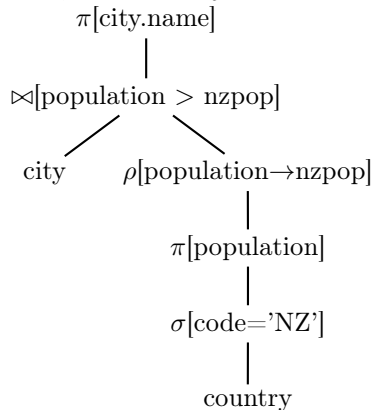 π[city.name]
⋈[population > nzpop]
city ρ[population→nzpop]
π[population]
σ[code='NZ']
country